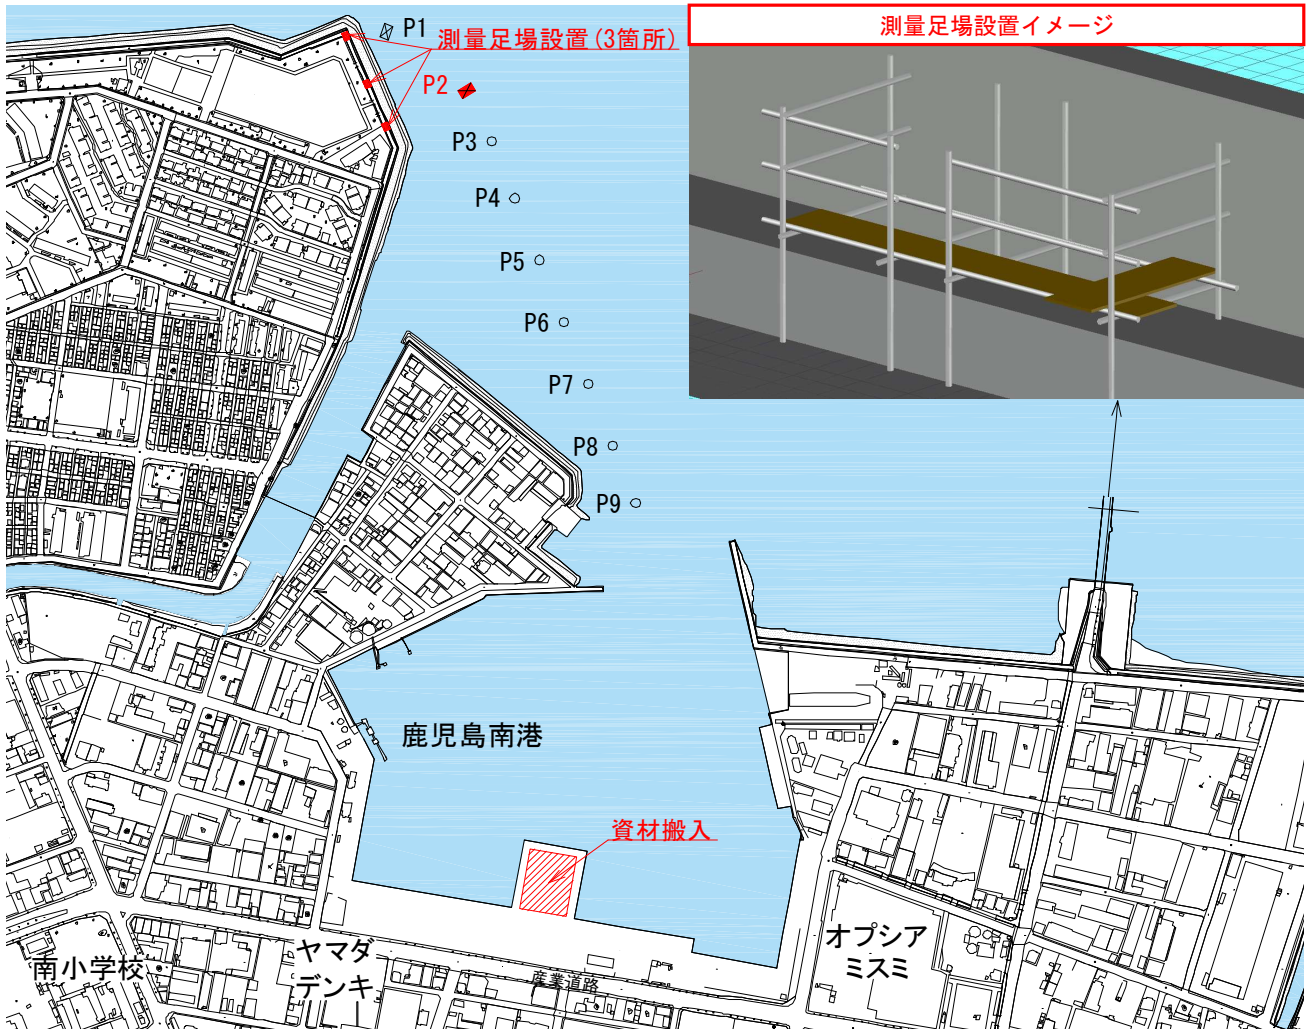 P1
測量足場設置(3箇所)
測量足場設置イメージ
P2
P3
P4
P5
P6
P7
P8
P9
鹿児島南港
資材搬入
オプシア
ミスミ
ヤマダ
デンキ
南小学校
産業道路